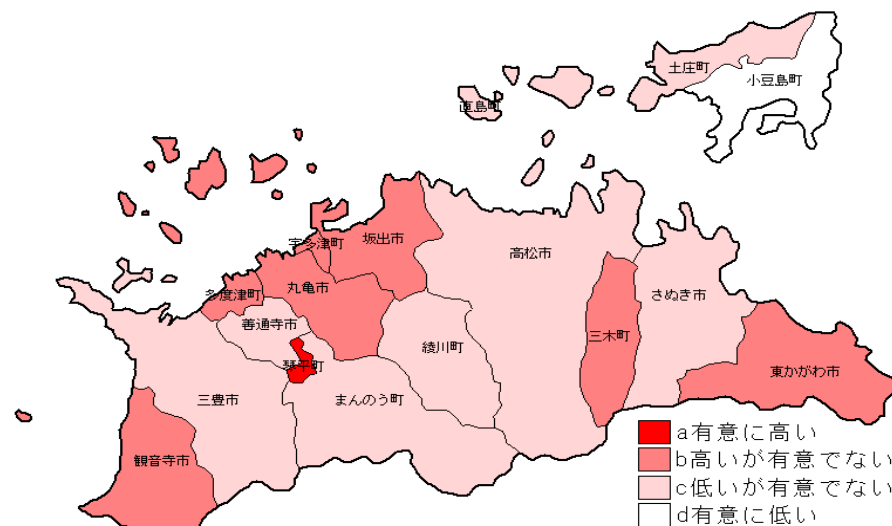 土庄町
小豆島町
直島町
宇多津町
坂出市
高松市
多度津町
丸亀市
さぬき市
善通寺市
三木町
綾川町
琴平町
東かがわ市
三豊市
まんのう町
観音寺市
a有意に高い
b高いが有意でない
c低いが有意でない
d有意に低い